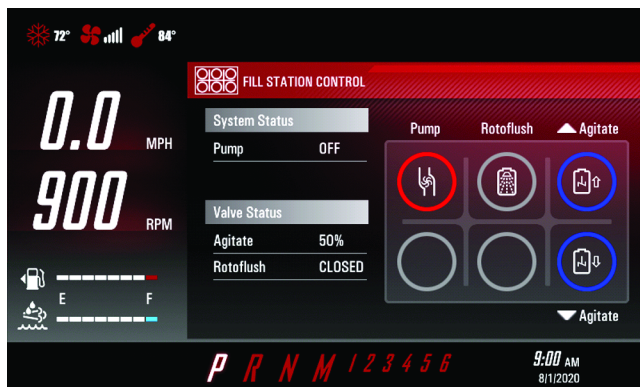 72° 84°
FILL STATION CONTROL
0.0 MPH
900 RPM
E F
System Status
Pump OFF
Valve Status
Agitate 50%
Rotoflush CLOSED
Pump Rotoflush Agitate
Agitate
P R N M 1 2 3 4 5 6
9:00 AM
8/1/2020